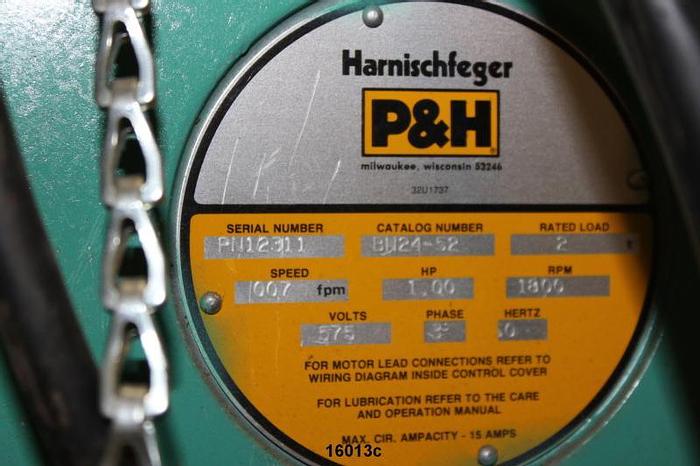 Harnischfeger
P&H
milwaukee, wisconsin 53246
32U1737
SERIAL NUMBER CATALOG NUMBER RATED LOAD
PN12311 BW24-52 2 t
SPEED HP RPM
007 fpm 1.00 1800
VOLTS PHASE HERTZ
575 3
FOR MOTOR LEAD CONNECTIONS REFER TO
WIRING DIAGRAM INSIDE CONTROL COVER
FOR LUBRICATION REFER TO THE CARE
AND OPERATION MANUAL
MAX. CIR. AMPACITY - 15 AMPS
16013c